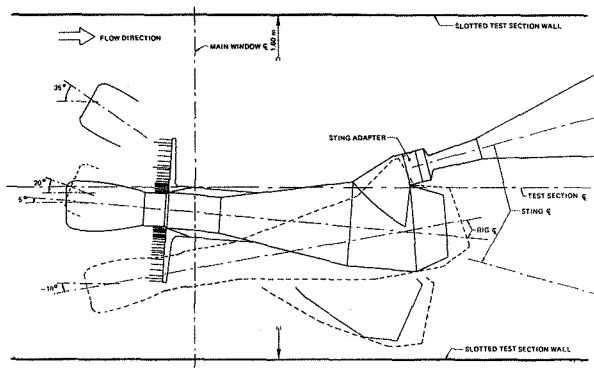 SLOTTED TEST SECTION WALL
FLOW DIRECTION
MAIN WINDOW ℄
1.60 m
35°
STING ADAPTER
20°
5°
TEST SECTION ℄
STING ℄
RIG ℄
-10°
SLOTTED TEST SECTION WALL